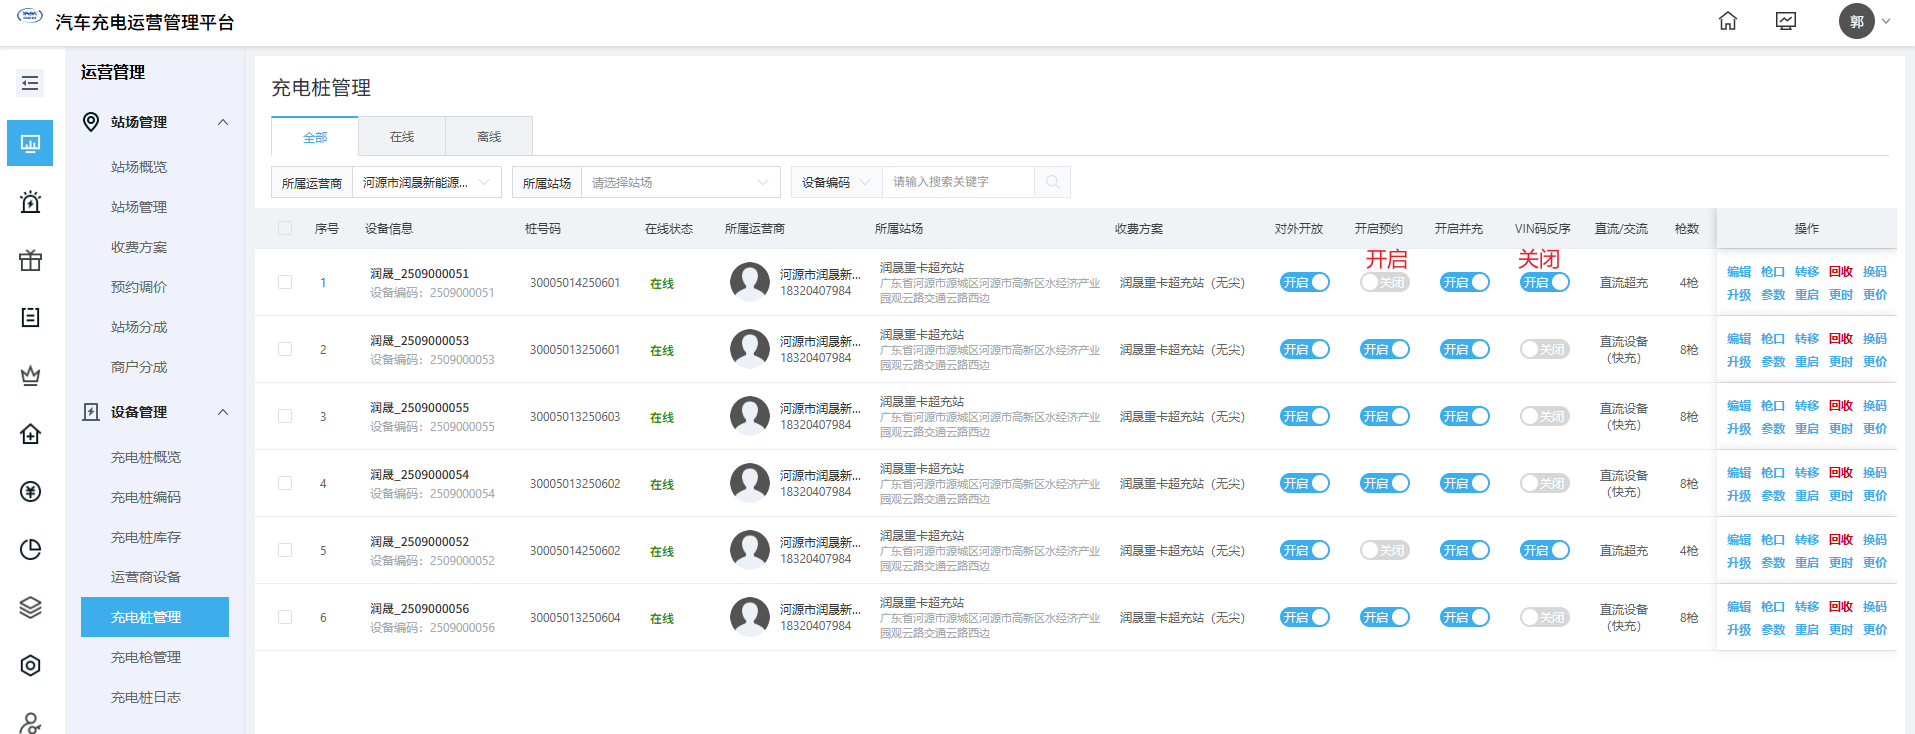 汽车充电运营管理平台
郭
运营管理
站场管理
站场概览
站场管理
收费方案
预约调价
站场分成
商户分成
设备管理
充电桩概览
充电桩编码
充电桩库存
运营商设备
充电桩管理
充电枪管理
充电桩日志
充电桩管理
全部 在线 离线
所属运营商 河源市润晟新能源... 所属站场 请选择站场 设备编码 请输入搜索关键字
序号 设备信息 桩号码 在线状态 所属运营商 所属站场 收费方案 对外开放 开启预约 开启并充 VIN码反序 直流/交流 枪数 操作
开启 关闭
1 润晟_2509000051 设备编码：2509000051 30005014250601 在线 河源市润晟新... 18320407984 润晟重卡超充站 广东省河源市源城区河源市高新区水经济产业园观云路交通云路西边 润晟重卡超充站（无尖） 开启 关闭 开启 开启 直流超充 4枪 编辑 枪口 转移 回收 换码 升级 参数 重启 更时 更价
2 润晟_2509000053 设备编码：2509000053 30005013250601 在线 河源市润晟新... 18320407984 润晟重卡超充站 广东省河源市源城区河源市高新区水经济产业园观云路交通云路西边 润晟重卡超充站（无尖） 开启 开启 开启 关闭 直流设备（快充） 8枪 编辑 枪口 转移 回收 换码 升级 参数 重启 更时 更价
3 润晟_2509000055 设备编码：2509000055 30005013250603 在线 河源市润晟新... 18320407984 润晟重卡超充站 广东省河源市源城区河源市高新区水经济产业园观云路交通云路西边 润晟重卡超充站（无尖） 开启 开启 开启 关闭 直流设备（快充） 8枪 编辑 枪口 转移 回收 换码 升级 参数 重启 更时 更价
4 润晟_2509000054 设备编码：2509000054 30005013250602 在线 河源市润晟新... 18320407984 润晟重卡超充站 广东省河源市源城区河源市高新区水经济产业园观云路交通云路西边 润晟重卡超充站（无尖） 开启 开启 开启 关闭 直流设备（快充） 8枪 编辑 枪口 转移 回收 换码 升级 参数 重启 更时 更价
5 润晟_2509000052 设备编码：2509000052 30005014250602 在线 河源市润晟新... 18320407984 润晟重卡超充站 广东省河源市源城区河源市高新区水经济产业园观云路交通云路西边 润晟重卡超充站（无尖） 开启 关闭 开启 开启 直流超充 4枪 编辑 枪口 转移 回收 换码 升级 参数 重启 更时 更价
6 润晟_2509000056 设备编码：2509000056 30005013250604 在线 河源市润晟新... 18320407984 润晟重卡超充站 广东省河源市源城区河源市高新区水经济产业园观云路交通云路西边 润晟重卡超充站（无尖） 开启 开启 开启 关闭 直流设备（快充） 8枪 编辑 枪口 转移 回收 换码 升级 参数 重启 更时 更价